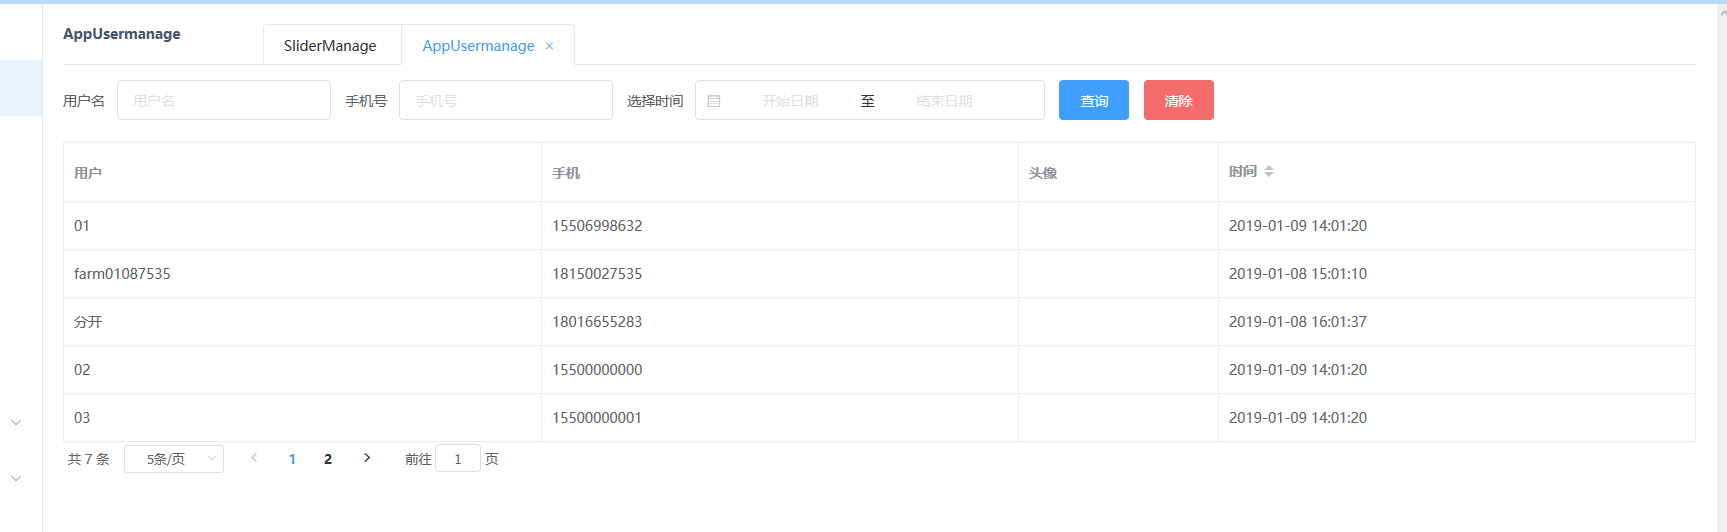 AppUsermanage
SliderManage
AppUsermanage ×
用户名 用户名 手机号 手机号 选择时间 开始日期 至 结束日期 查询 清除
用户 手机 头像 时间
01 15506998632 2019-01-09 14:01:20
farm01087535 18150027535 2019-01-08 15:01:10
分开 18016655283 2019-01-08 16:01:37
02 15500000000 2019-01-09 14:01:20
03 15500000001 2019-01-09 14:01:20
共 7 条 5条/页 1 2 前往 1 页